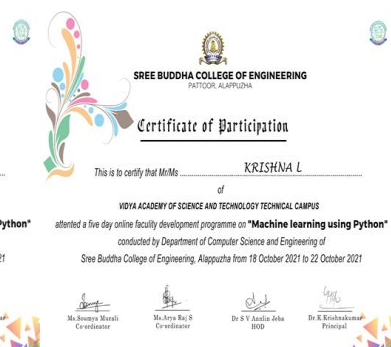 SREE BUDDHA COLLEGE OF ENGINEERING
PATTOOR, ALAPPUZHA
Certificate of Participation
This is to certify that Mr/Ms KRISHNA L
of
VIDYA ACADEMY OF SCIENCE AND TECHNOLOGY TECHNICAL CAMPUS
attented a five day online faculity development programme on "Machine learning using Python"
conducted by Department of Computer Science and Engineering of
Sree Buddha College of Engineering, Alappuzha from 18 October 2021 to 22 October 2021
Ms.Soumya Murali Ms.Arya Raj S Dr S V Annlin Jeba Dr.K Krishnakumar
Co-ordinator Co-ordinator HOD Principal
Python"
21